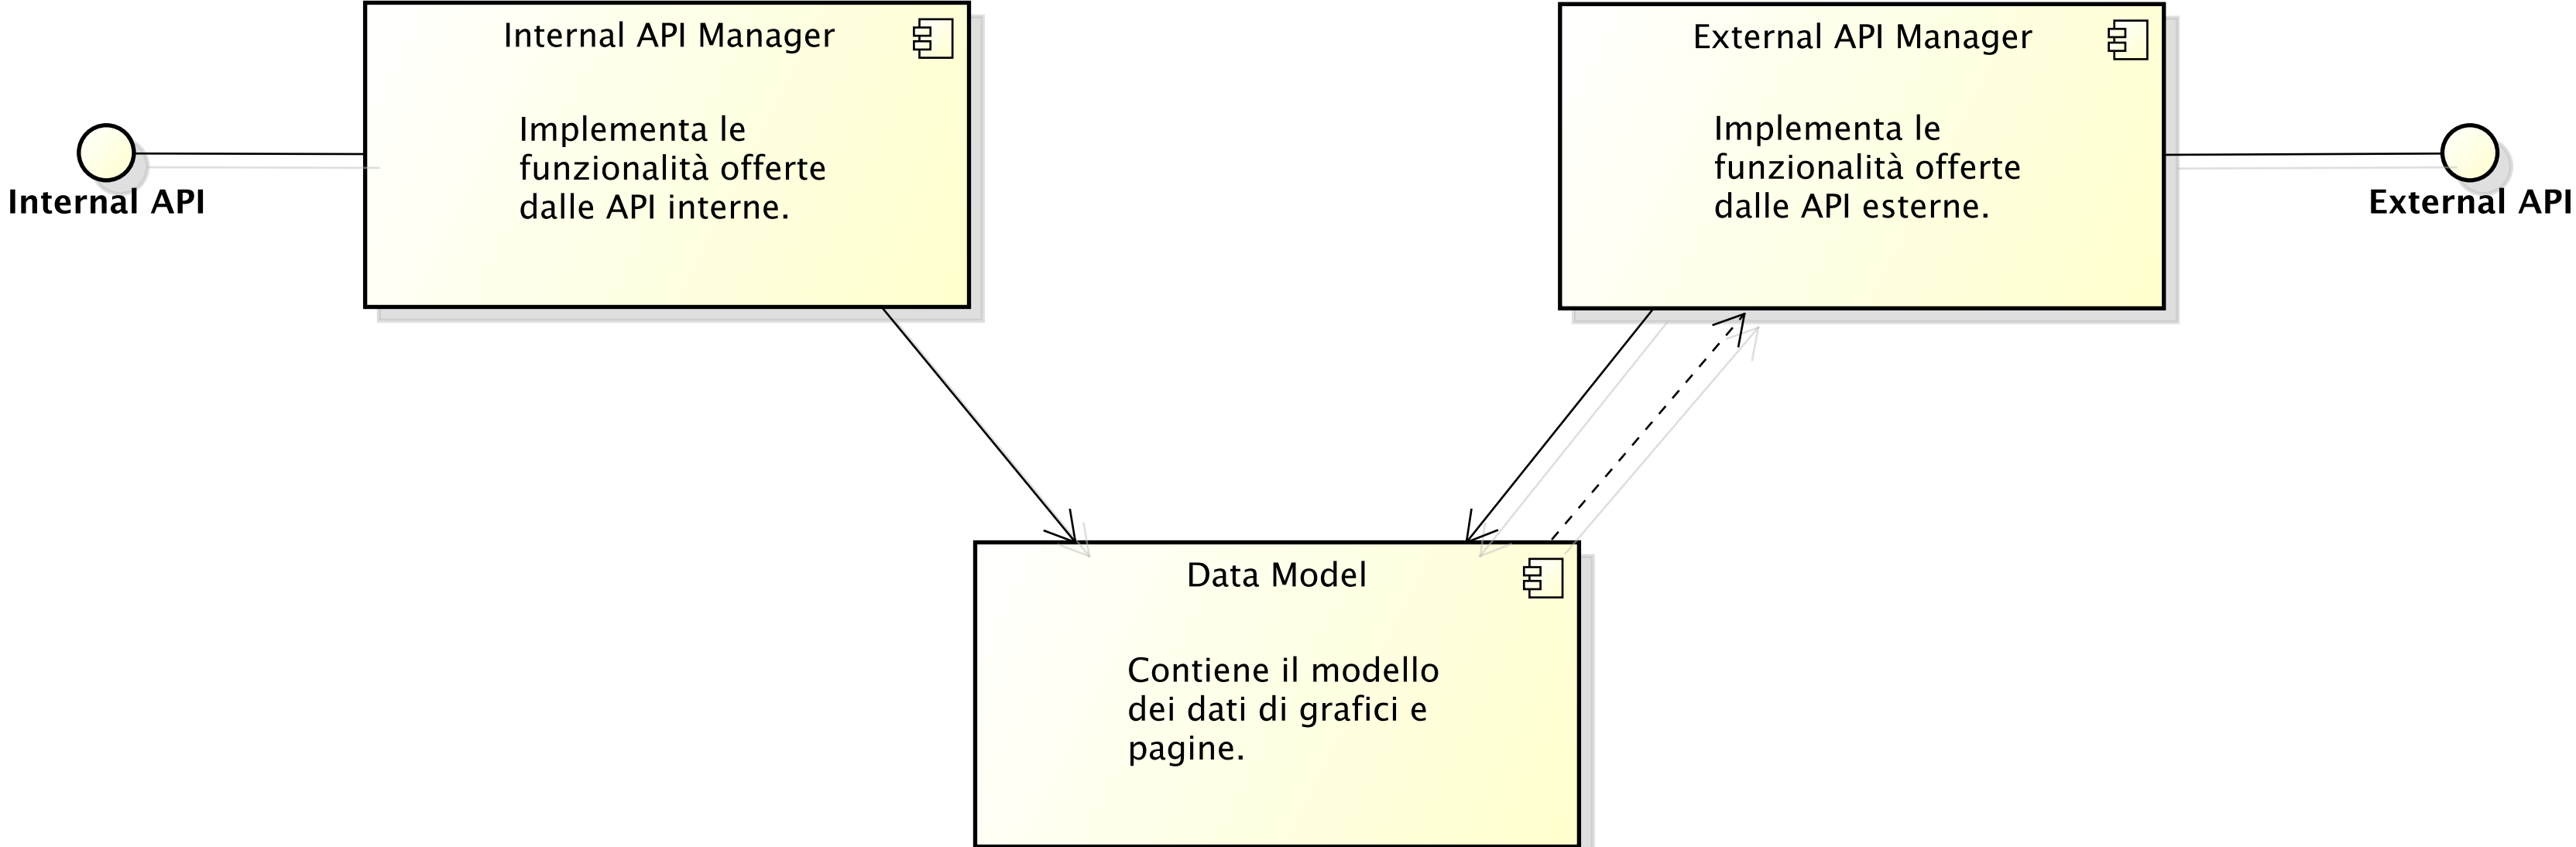 Internal API Manager
Implementa le
funzionalità offerte
dalle API interne.
Internal API
External API Manager
Implementa le
funzionalità offerte
dalle API esterne.
External API
Data Model
Contiene il modello
dei dati di grafici e
pagine.